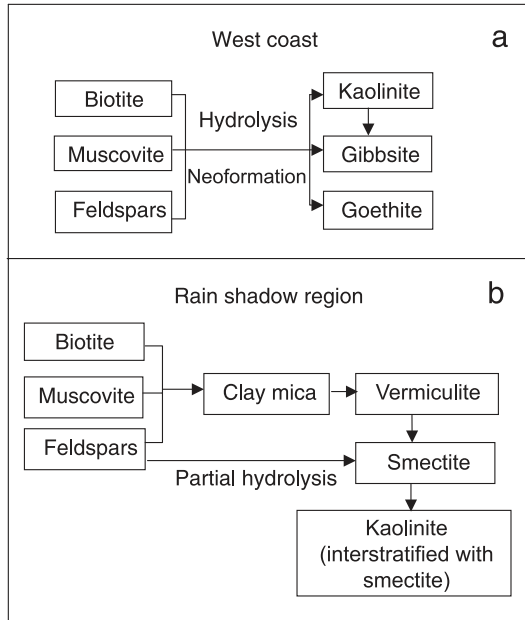 West coast
a
Biotite
Kaolinite
Hydrolysis
Muscovite
Gibbsite
Neoformation
Feldspars
Goethite
Rain shadow region
b
Biotite
Muscovite
Clay mica
Vermiculite
Feldspars
Smectite
Partial hydrolysis
Kaolinite
(interstratified with
smectite)